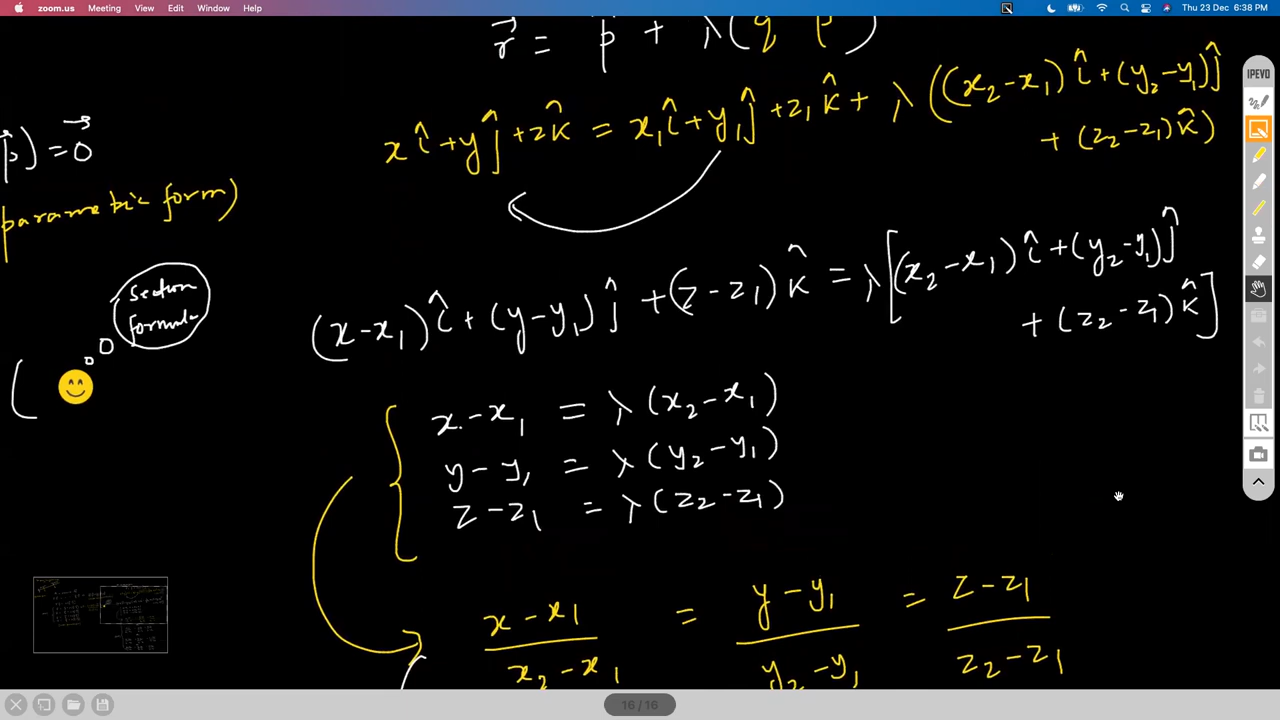 zoom.us Meeting View Edit Window Help Thu 23 Dec 6:38 PM
r⃗ = p + λ(q p)
x î + y ĵ + z k̂ = x₁ î + y₁ ĵ + z₁ k̂ + λ((x₂ - x₁) î + (y₂ - y₁) ĵ
+ (z₂ - z₁) k̂)
p⃗) = 0⃗
parametric form)
Section
formula
(
(x - x₁) î + (y - y₁) ĵ + (z - z₁) k̂ = λ[(x₂ - x₁) î + (y₂ - y₁) ĵ
+ (z₂ - z₁) k̂]
x - x₁ = λ(x₂ - x₁)
y - y₁ = λ(y₂ - y₁)
z - z₁ = λ(z₂ - z₁)
x - x₁ = y - y₁ = z - z₁
x₂ - x₁ y₂ - y₁ z₂ - z₁
IPEVO
16 / 16